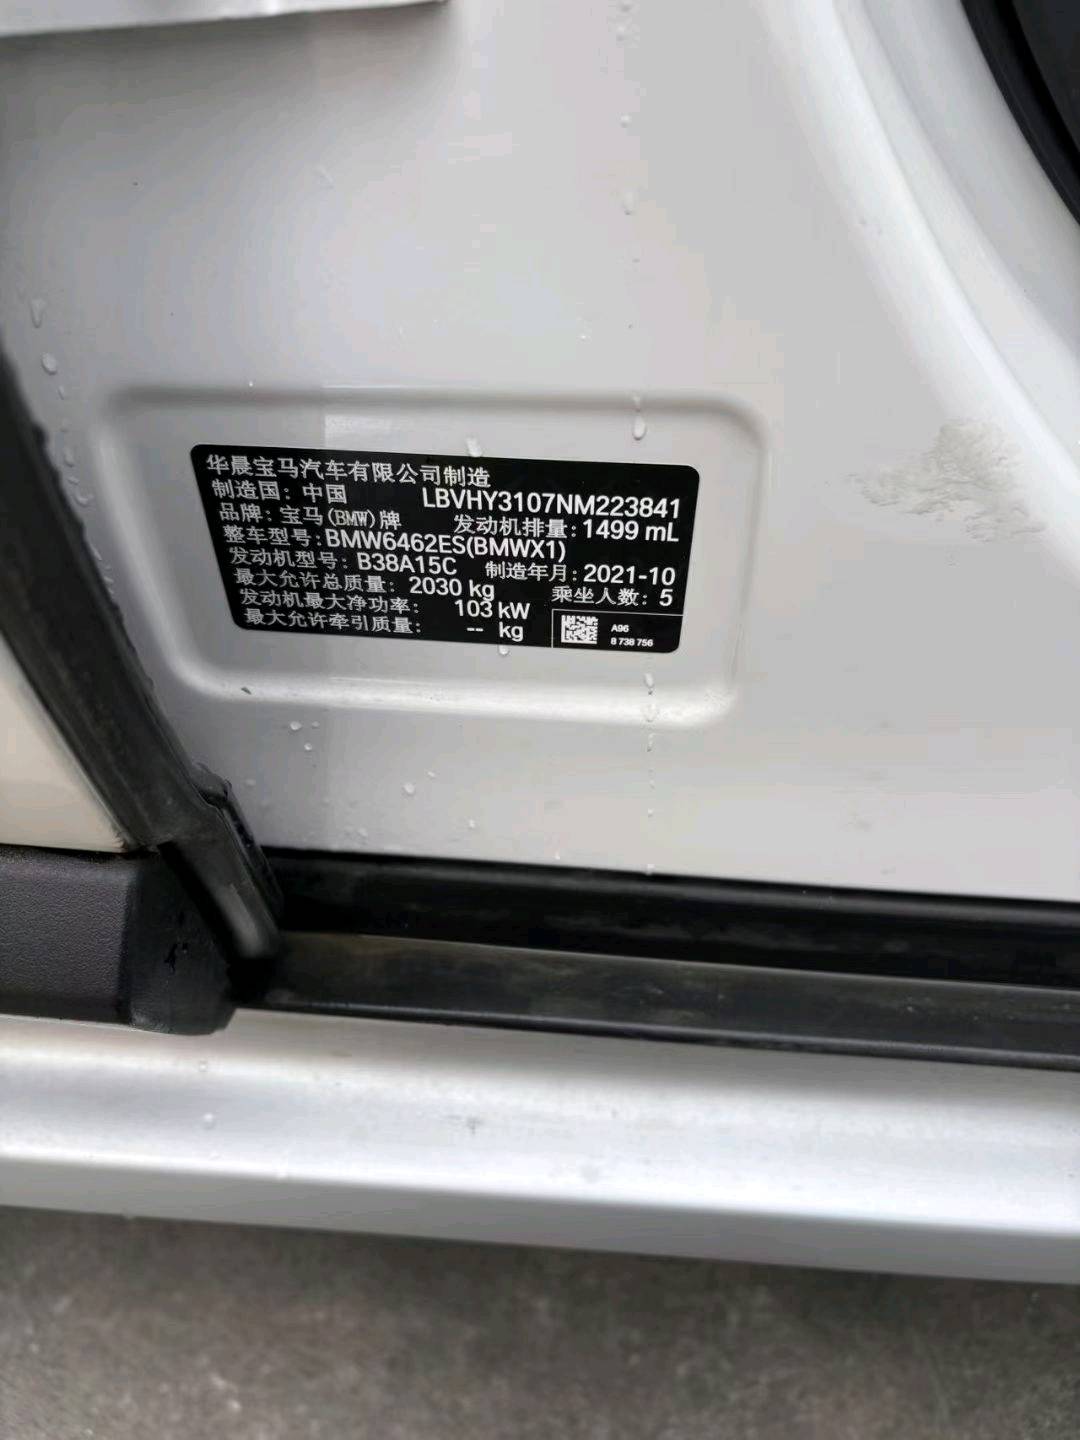 华晨宝马汽车有限公司制造
制造国：中国 LBVHY3107NM223841
品牌：宝马(BMW)牌 发动机排量：1499 mL
整车型号：BMW6462ES(BMWX1)
发动机型号：B38A15C 制造年月：2021-10
最大允许总质量：2030 kg 乘坐人数：5
发动机最大净功率：103 kW
最大允许牵引质量：-- kg
A96
8 738 756